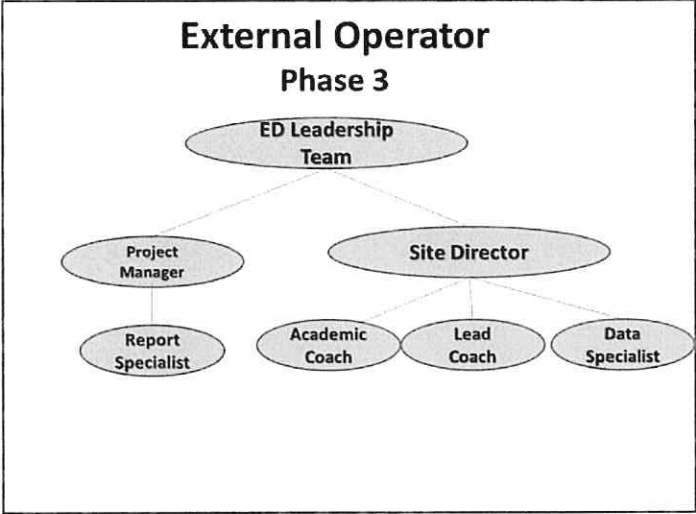 External Operator
Phase 3
ED Leadership
Team
Project
Manager
Site Director
Report
Specialist
Academic
Coach
Lead
Coach
Data
Specialist